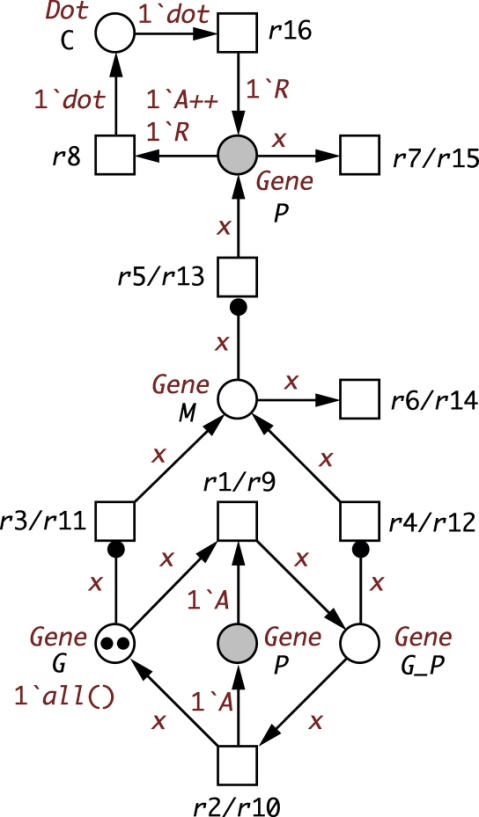 Dot
1`dot
r16
C
1`R
1`dot
1`A++
1`R
x
r8
r7/r15
Gene
P
x
r5/r13
x
Gene
x
M
r6/r14
x
x
r1/r9
r3/r11
r4/r12
x
x
x
x
1`A
Gene
G
Gene
P
Gene
G_P
1`all()
1`A
x
x
r2/r10